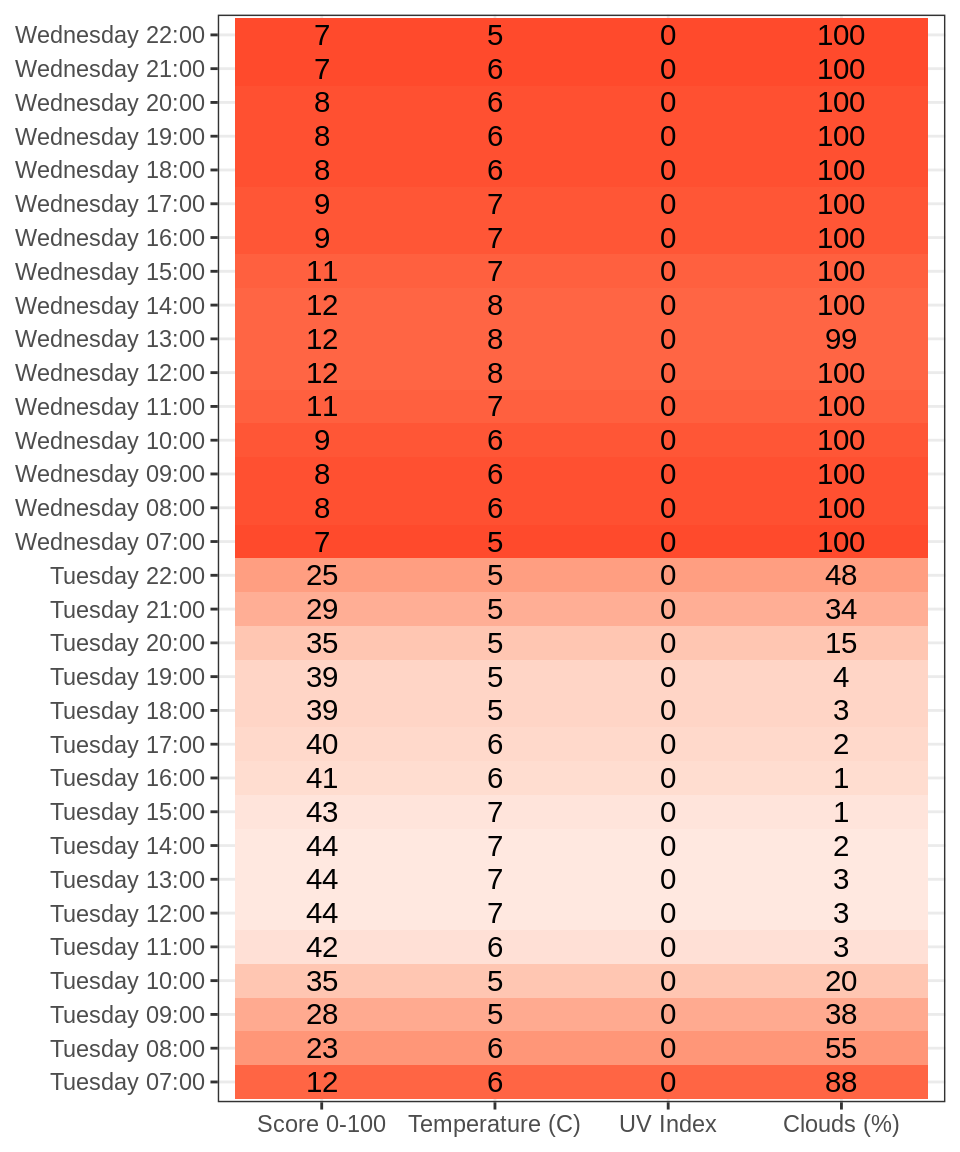 Wednesday 22:00 7 5 0 100
Wednesday 21:00 7 6 0 100
Wednesday 20:00 8 6 0 100
Wednesday 19:00 8 6 0 100
Wednesday 18:00 8 6 0 100
Wednesday 17:00 9 7 0 100
Wednesday 16:00 9 7 0 100
Wednesday 15:00 11 7 0 100
Wednesday 14:00 12 8 0 100
Wednesday 13:00 12 8 0 99
Wednesday 12:00 12 8 0 100
Wednesday 11:00 11 7 0 100
Wednesday 10:00 9 6 0 100
Wednesday 09:00 8 6 0 100
Wednesday 08:00 8 6 0 100
Wednesday 07:00 7 5 0 100
Tuesday 22:00 25 5 0 48
Tuesday 21:00 29 5 0 34
Tuesday 20:00 35 5 0 15
Tuesday 19:00 39 5 0 4
Tuesday 18:00 39 5 0 3
Tuesday 17:00 40 6 0 2
Tuesday 16:00 41 6 0 1
Tuesday 15:00 43 7 0 1
Tuesday 14:00 44 7 0 2
Tuesday 13:00 44 7 0 3
Tuesday 12:00 44 7 0 3
Tuesday 11:00 42 6 0 3
Tuesday 10:00 35 5 0 20
Tuesday 09:00 28 5 0 38
Tuesday 08:00 23 6 0 55
Tuesday 07:00 12 6 0 88
Score 0-100 Temperature (C) UV Index Clouds (%)